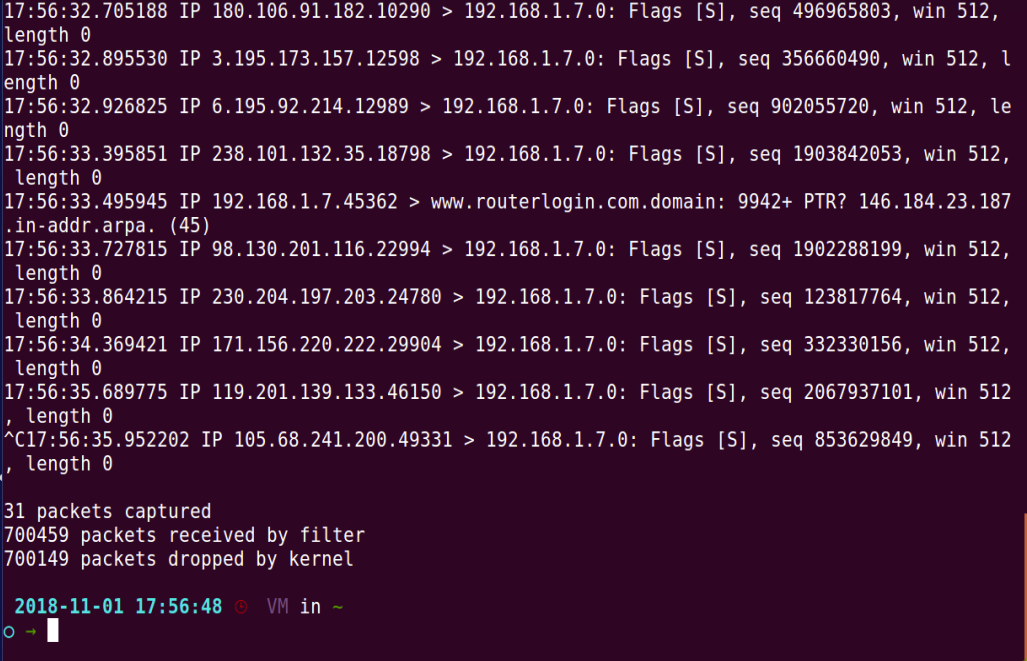 17:56:32.705188 IP 180.106.91.182.10290 > 192.168.1.7.0: Flags [S], seq 496965803, win 512,
length 0
17:56:32.895530 IP 3.195.173.157.12598 > 192.168.1.7.0: Flags [S], seq 356660490, win 512, l
ength 0
17:56:32.926825 IP 6.195.92.214.12989 > 192.168.1.7.0: Flags [S], seq 902055720, win 512, le
ngth 0
17:56:33.395851 IP 238.101.132.35.18798 > 192.168.1.7.0: Flags [S], seq 1903842053, win 512,
 length 0
17:56:33.495945 IP 192.168.1.7.45362 > www.routerlogin.com.domain: 9942+ PTR? 146.184.23.187
.in-addr.arpa. (45)
17:56:33.727815 IP 98.130.201.116.22994 > 192.168.1.7.0: Flags [S], seq 1902288199, win 512,
 length 0
17:56:33.864215 IP 230.204.197.203.24780 > 192.168.1.7.0: Flags [S], seq 123817764, win 512,
 length 0
17:56:34.369421 IP 171.156.220.222.29904 > 192.168.1.7.0: Flags [S], seq 332330156, win 512,
 length 0
17:56:35.689775 IP 119.201.139.133.46150 > 192.168.1.7.0: Flags [S], seq 2067937101, win 512
, length 0
^C17:56:35.952202 IP 105.68.241.200.49331 > 192.168.1.7.0: Flags [S], seq 853629849, win 512
, length 0
31 packets captured
700459 packets received by filter
700149 packets dropped by kernel
2018-11-01 17:56:48 VM in ~
○ →